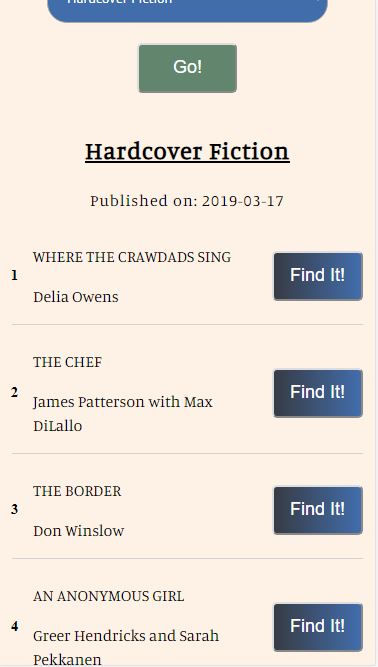 Hardcover Fiction
Go!
Hardcover Fiction
Published on: 2019-03-17
1
WHERE THE CRAWDADS SING
Delia Owens
Find It!
2
THE CHEF
James Patterson with Max
DiLallo
Find It!
3
THE BORDER
Don Winslow
Find It!
4
AN ANONYMOUS GIRL
Greer Hendricks and Sarah
Pekkanen
Find It!